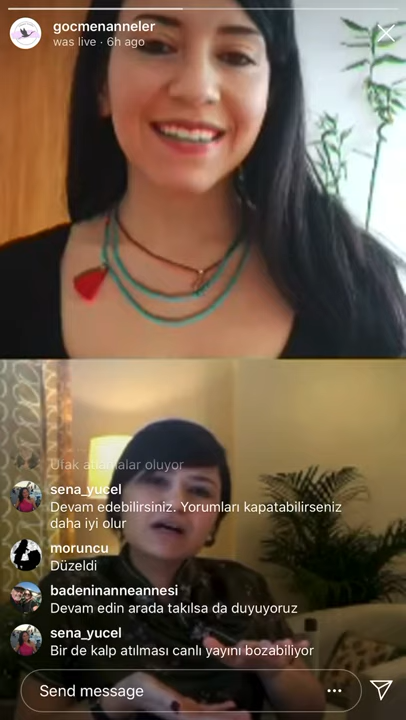 gocmenanneler
was live · 6h ago
Ufak atlamalar oluyor
sena_yucel
Devam edebilirsiniz. Yorumları kapatabilirseniz
daha iyi olur
moruncu
Düzeldi
badeninanneannesi
Devam edin arada takılsa da duyuyoruz
sena_yucel
Bir de kalp atılması canlı yayını bozabiliyor
Send message